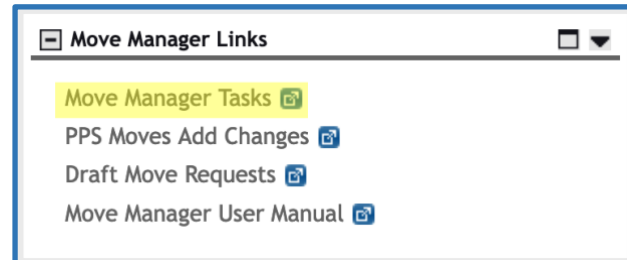 Move Manager Links
Move Manager Tasks
PPS Moves Add Changes
Draft Move Requests
Move Manager User Manual